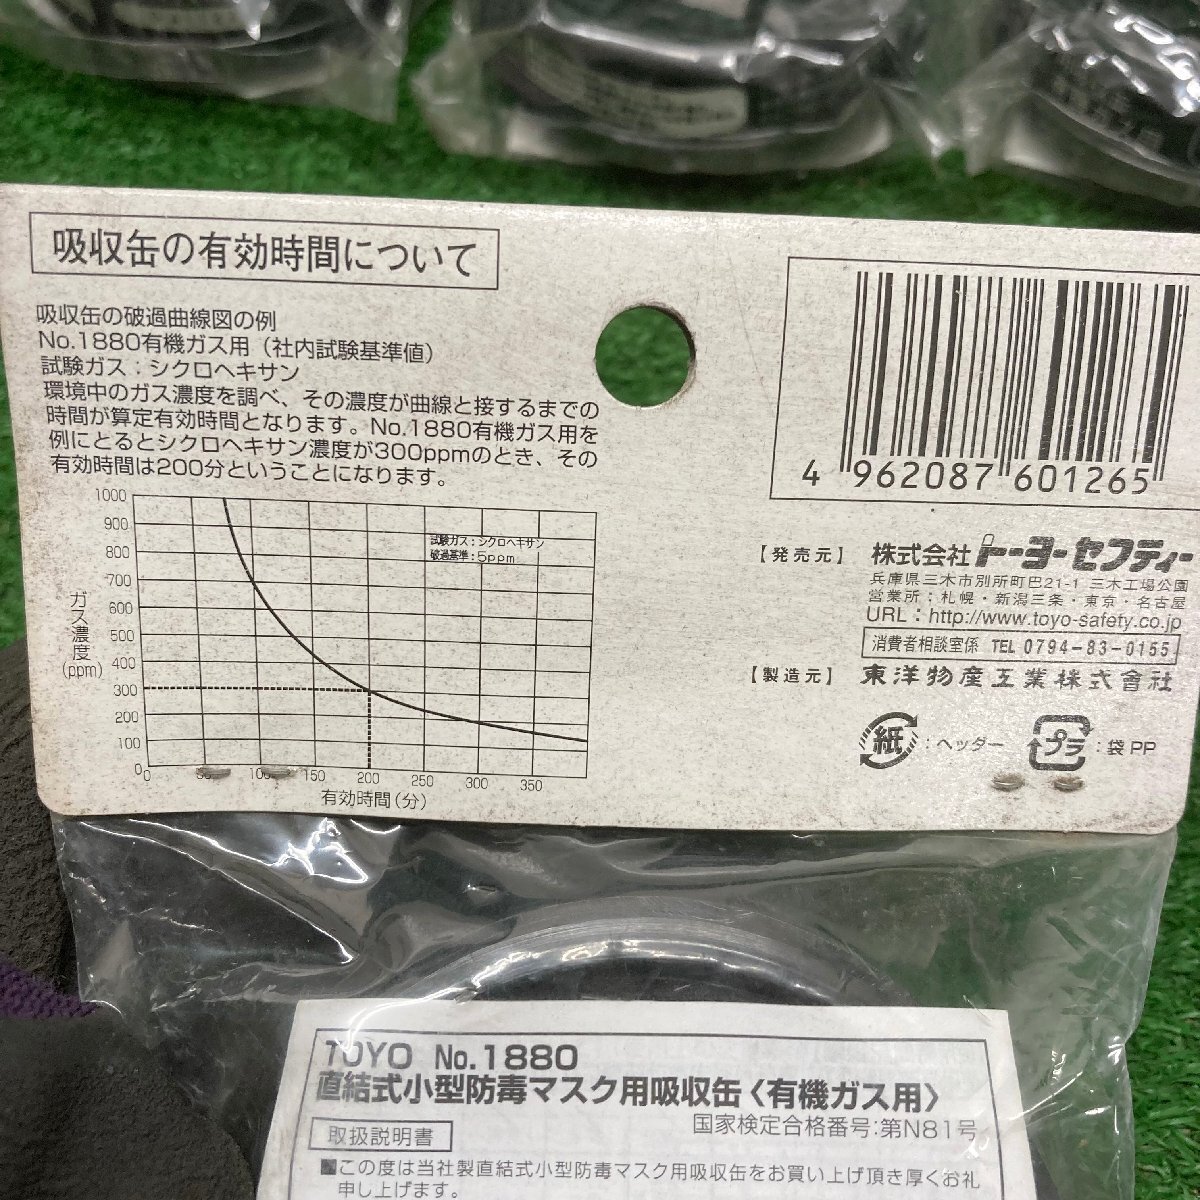 吸収缶の有効時間について
吸収缶の破過曲線図の例
No.1880有機ガス用（社内試験基準値）
試験ガス：シクロヘキサン
環境中のガス濃度を調べ、その濃度が曲線と接するまでの
時間が算定有効時間となります。No.1880有機ガス用を
例にとるとシクロヘキサン濃度が300ppmのとき、その
有効時間は200分ということになります。
1000
900
800
700
600
500
400
300
200
100
0
ガス濃度
(ppm)
試験ガス：シクロヘキサン
破過基準：5ppm
0 50 100 150 200 250 300 350
有効時間（分）
4 962087 601265
【発売元】 株式会社 トーヨーセフティー
兵庫県三木市別所町巴21-1 三木工場公園
営業所：札幌・新潟三条・東京・名古屋
URL：http://www.toyo-safety.co.jp
消費者相談室係 TEL 0794-83-0155
【製造元】 東洋物産工業株式會社
紙：ヘッダー プラ：袋 PP
TOYO No.1880
直結式小型防毒マスク用吸収缶〈有機ガス用〉
国家検定合格番号：第N81号
取扱説明書
■この度は当社製直結式小型防毒マスク用吸収缶をお買い上げ頂き厚くお礼
申し上げます。